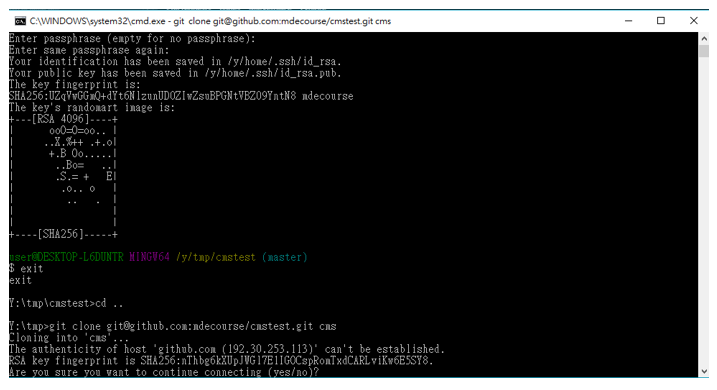 C:\WINDOWS\system32\cmd.exe - git clone git@github.com:mdecourse/cmstest.git cms
Enter passphrase (empty for no passphrase):
Enter same passphrase again:
Your identification has been saved in /y/home/.ssh/id_rsa.
Your public key has been saved in /y/home/.ssh/id_rsa.pub.
The key fingerprint is:
SHA256:UZqVwGGmQ+dYt6NlzunUDOZIwZsuBPGNtVBZO9YntN8 mdecourse
The key's randomart image is:
+---[RSA 4096]----+
|      ooO=O=oo.. |
|     ..X.%++ .+.o|
|      +.B Oo.....|
|       ..Bo=   ..|
|       .S.= +   E|
|        .o.. o   |
|         ..   .  |
|                 |
|                 |
+----[SHA256]-----+
user@DESKTOP-L6DUNTR MINGW64 /y/tmp/cmstest (master)
$ exit
exit
Y:\tmp\cmstest>cd ..
Y:\tmp>git clone git@github.com:mdecourse/cmstest.git cms
Cloning into 'cms'...
The authenticity of host 'github.com (192.30.253.113)' can't be established.
RSA key fingerprint is SHA256:nThbg6kXUpJWGl7E1IGOCspRomTxdCARLviKw6E5SY8.
Are you sure you want to continue connecting (yes/no)?